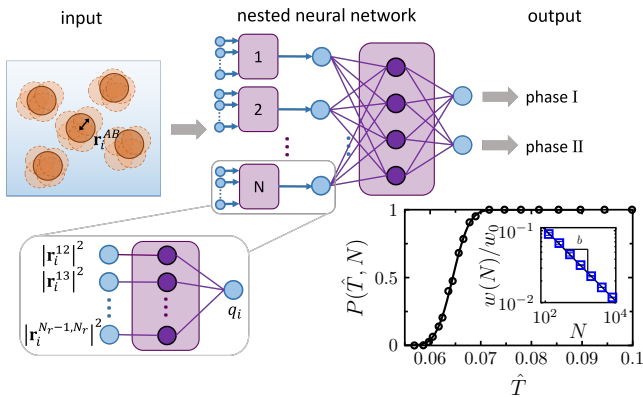 input nested neural network output
1
phase I
r_i^{AB}
2
phase II
N
|r_i^{12}|^2
|r_i^{13}|^2
|r_i^{N_r-1,N_r}|^2
q_i
P(T̂, N)
1
0.5
0
0.06 0.07 0.08 0.09 0.1
T̂
w(N)/w_0
10^{-1}
10^{-2}
b
10^2 10^4
N